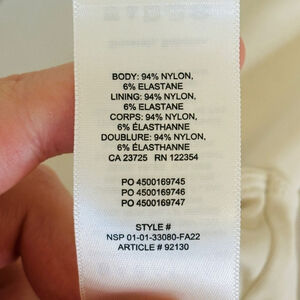 BODY: 94% NYLON,
6% ELASTANE
LINING: 94% NYLON,
6% ELASTANE
CORPS: 94% NYLON,
6% ÉLASTHANNE
DOUBLURE: 94% NYLON,
6% ÉLASTHANNE
CA 23725 RN 122354
PO 4500169745
PO 4500169746
PO 4500169747
STYLE #
NSP 01-01-33080-FA22
ARTICLE # 92130